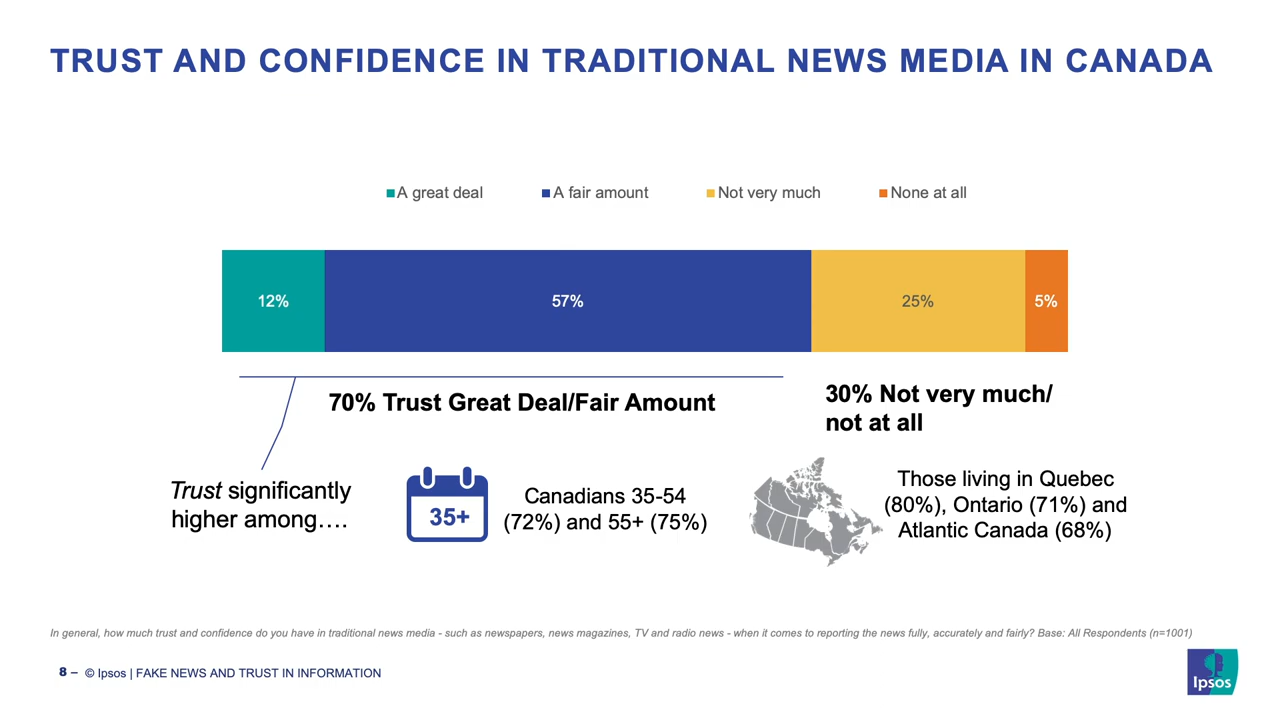 TRUST AND CONFIDENCE IN TRADITIONAL NEWS MEDIA IN CANADA
A great deal
A fair amount
Not very much
None at all
12%
57%
25%
5%
70% Trust Great Deal/Fair Amount
30% Not very much/
not at all
Trust significantly
higher among….
35+
Canadians 35-54
(72%) and 55+ (75%)
Those living in Quebec
(80%), Ontario (71%) and
Atlantic Canada (68%)
In general, how much trust and confidence do you have in traditional news media - such as newspapers, news magazines, TV and radio news - when it comes to reporting the news fully, accurately and fairly? Base: All Respondents (n=1001)
8 – © Ipsos | FAKE NEWS AND TRUST IN INFORMATION
Ipsos